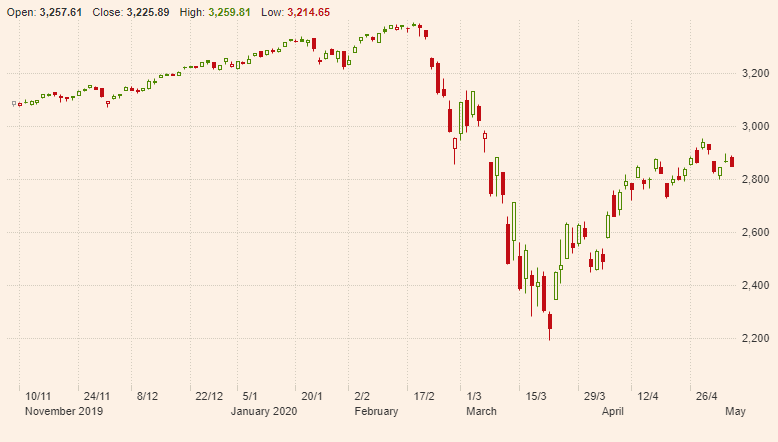 Open: 3,257.61 Close: 3,225.89 High: 3,259.81 Low: 3,214.65
3,200
3,000
2,800
2,600
2,400
2,200
10/11 24/11 8/12 22/12 5/1 20/1 2/2 17/2 1/3 15/3 29/3 12/4 26/4
November 2019 January 2020 February March April May